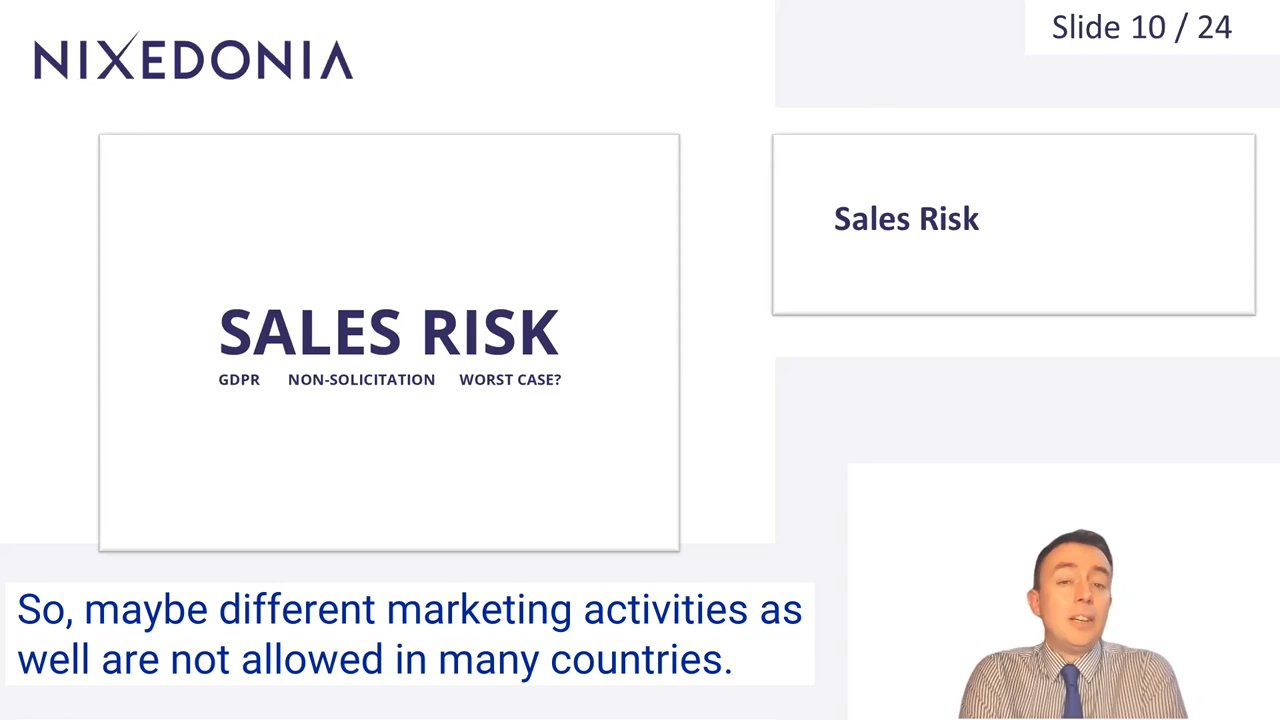 NIXEDONIA
Slide 10 / 24
SALES RISK
GDPR NON-SOLICITATION WORST CASE?
Sales Risk
So, maybe different marketing activities as
well are not allowed in many countries.